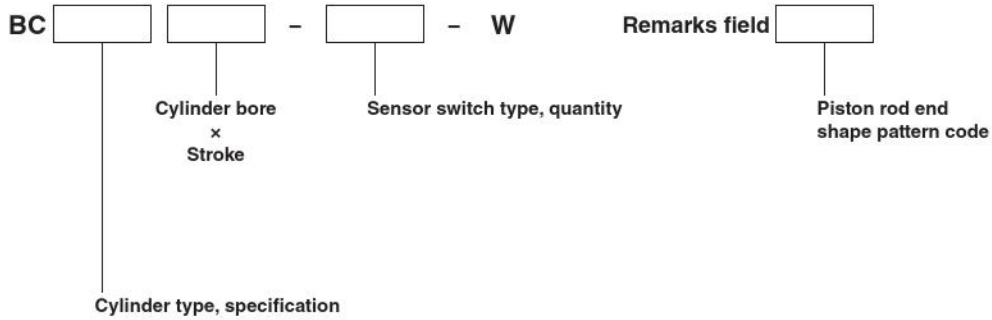 BC – – W Remarks field
Cylinder bore
×
Stroke
Sensor switch type, quantity
Piston rod end
shape pattern code
Cylinder type, specification